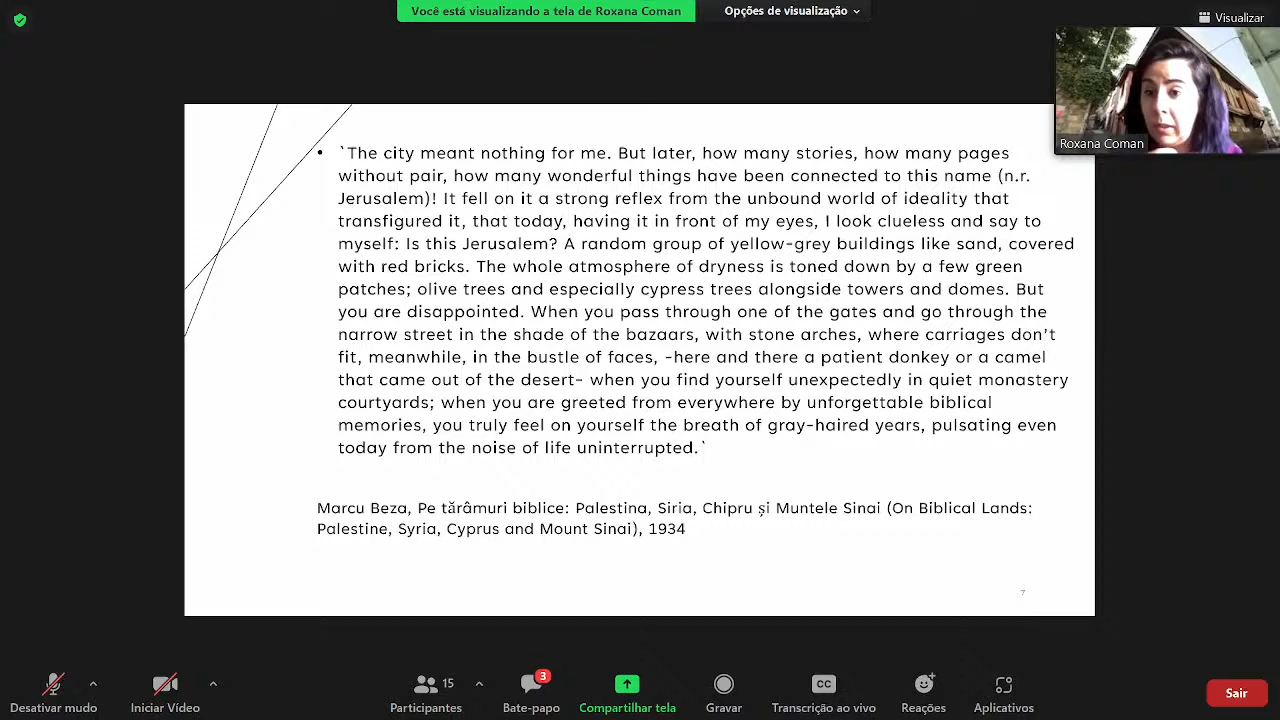 Você está visualizando a tela de Roxana Coman
Opções de visualização
Visualizar
Roxana Coman
• `The city meant nothing for me. But later, how many stories, how many pages
without pair, how many wonderful things have been connected to this name (n.r.
Jerusalem)! It fell on it a strong reflex from the unbound world of ideality that
transfigured it, that today, having it in front of my eyes, I look clueless and say to
myself: Is this Jerusalem? A random group of yellow-grey buildings like sand, covered
with red bricks. The whole atmosphere of dryness is toned down by a few green
patches; olive trees and especially cypress trees alongside towers and domes. But
you are disappointed. When you pass through one of the gates and go through the
narrow street in the shade of the bazaars, with stone arches, where carriages don't
fit, meanwhile, in the bustle of faces, -here and there a patient donkey or a camel
that came out of the desert- when you find yourself unexpectedly in quiet monastery
courtyards; when you are greeted from everywhere by unforgettable biblical
memories, you truly feel on yourself the breath of gray-haired years, pulsating even
today from the noise of life uninterrupted.`
Marcu Beza, Pe tărâmuri biblice: Palestina, Siria, Chipru și Muntele Sinai (On Biblical Lands:
Palestine, Syria, Cyprus and Mount Sinai), 1934
7
Desativar mudo
Iniciar Vídeo
15
Participantes
3
Bate-papo
Compartilhar tela
Gravar
CC
Transcrição ao vivo
Reações
Aplicativos
Sair